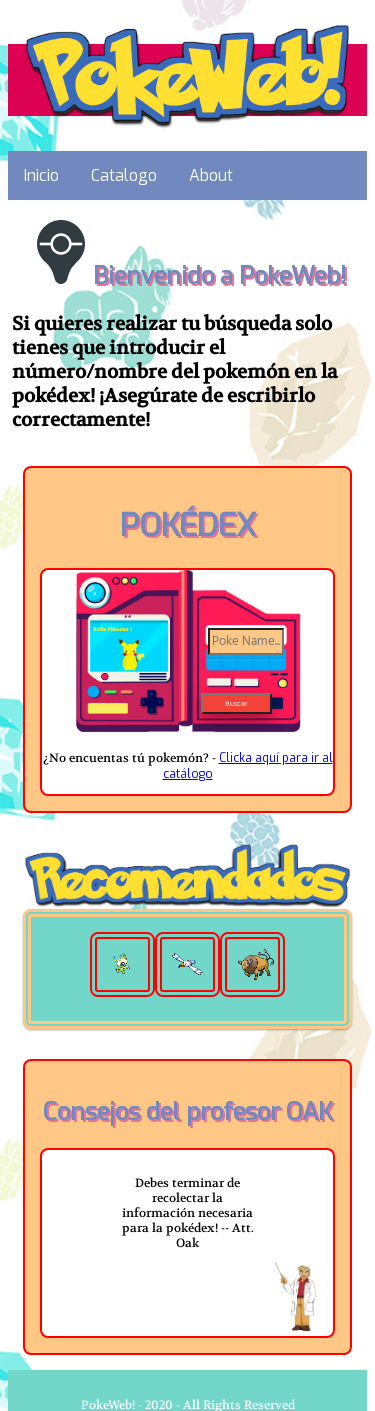 PokeWeb!
Inicio Catalogo About
Bienvenido a PokeWeb!
Si quieres realizar tu búsqueda solo
tienes que introducir el
número/nombre del pokemón en la
pokédex! ¡Asegúrate de escribirlo
correctamente!
POKÉDEX
Poke Name..
Buscar
¿No encuentas tú pokemón? - Clicka aquí para ir al
catálogo
Recomendados
Consejos del profesor OAK
Debes terminar de
recolectar la
información necesaria
para la pokédex! -- Att.
Oak
PokeWeb! - 2020 - All Rights Reserved